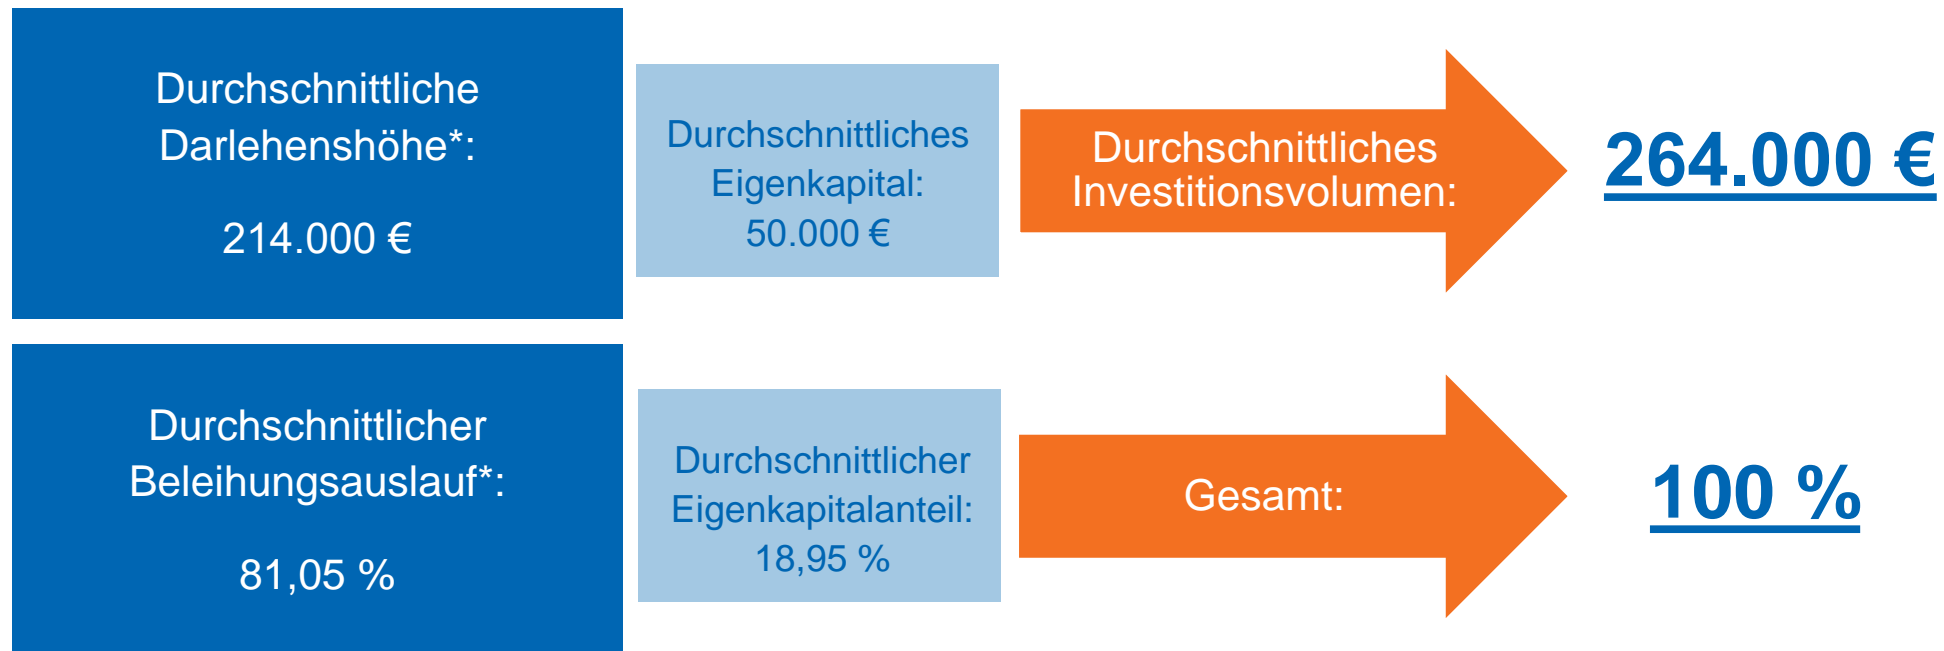 Durchschnittliche
Darlehenshöhe*:
214.000 €
Durchschnittliches
Eigenkapital:
50.000 €
Durchschnittliches
Investitionsvolumen:
264.000 €
Durchschnittlicher
Beleihungsauslauf*:
81,05 %
Durchschnittlicher
Eigenkapitalanteil:
18,95 %
Gesamt:
100 %